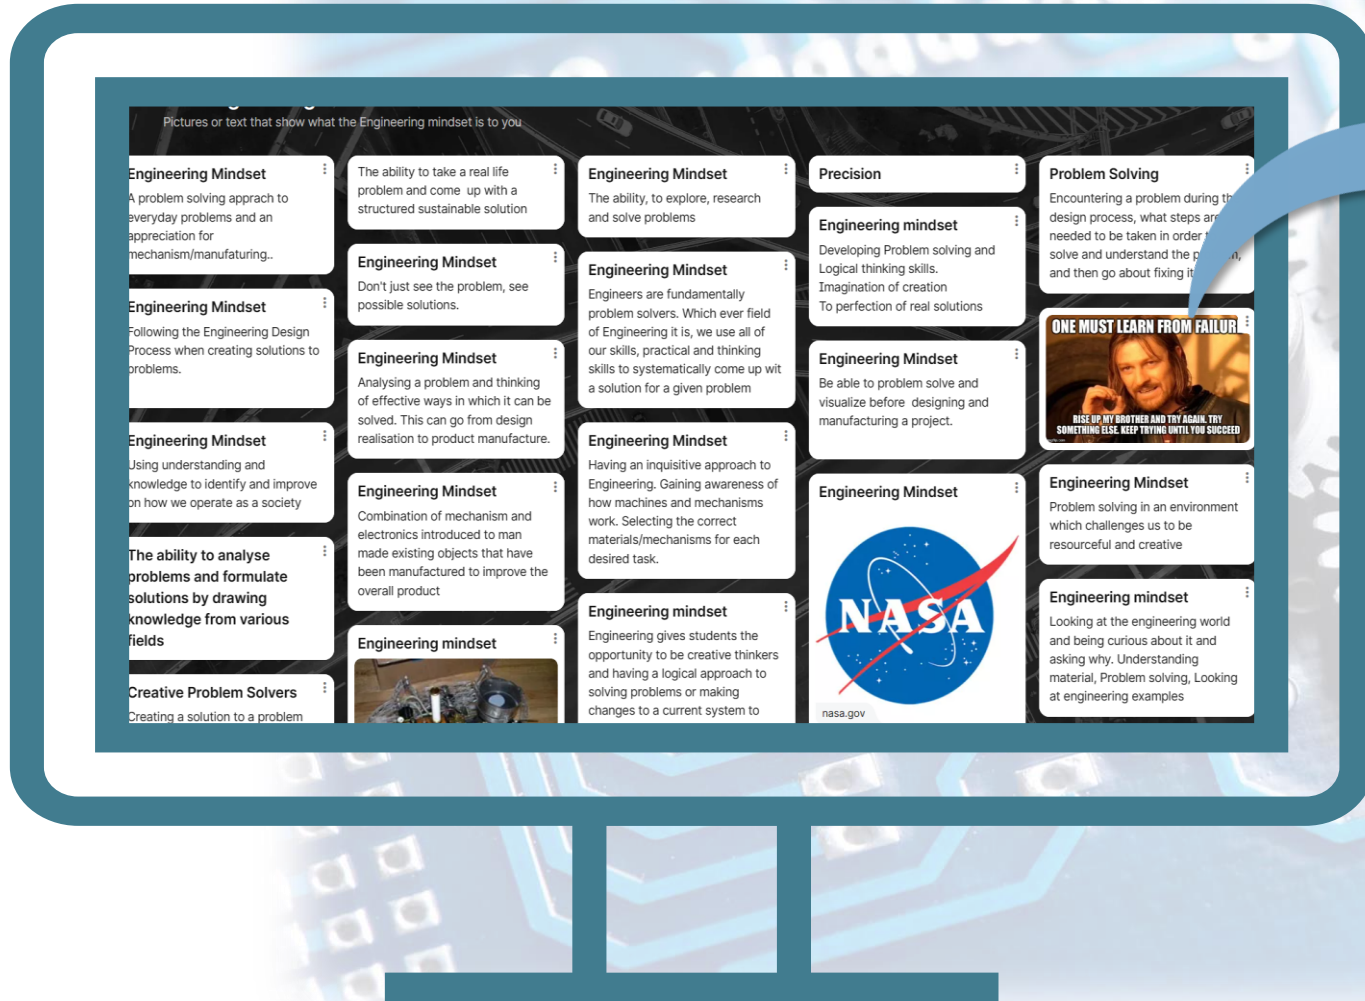 Pictures or text that show what the Engineering mindset is to you
Engineering Mindset
A problem solving apprach to
everyday problems and an
appreciation for
mechanism/manufaturing..
Engineering Mindset
Following the Engineering Design
Process when creating solutions to
problems.
Engineering Mindset
Using understanding and
knowledge to identify and improve
on how we operate as a society
The ability to analyse
problems and formulate
solutions by drawing
knowledge from various
fields
Creative Problem Solvers
Creating a solution to a problem
The ability to take a real life
problem and come up with a
structured sustainable solution
Engineering Mindset
Don't just see the problem, see
possible solutions.
Engineering Mindset
Analysing a problem and thinking
of effective ways in which it can be
solved. This can go from design
realisation to product manufacture.
Engineering Mindset
Combination of mechanism and
electronics introduced to man
made existing objects that have
been manufactured to improve the
overall product
Engineering mindset
Engineering Mindset
The ability, to explore, research
and solve problems
Engineering Mindset
Engineers are fundamentally
problem solvers. Which ever field
of Engineering it is, we use all of
our skills, practical and thinking
skills to systematically come up wit
a solution for a given problem
Engineering Mindset
Having an inquisitive approach to
Engineering. Gaining awareness of
how machines and mechanisms
work. Selecting the correct
materials/mechanisms for each
desired task.
Engineering mindset
Engineering gives students the
opportunity to be creative thinkers
and having a logical approach to
solving problems or making
changes to a current system to
Precision
Engineering mindset
Developing Problem solving and
Logical thinking skills.
Imagination of creation
To perfection of real solutions
Engineering Mindset
Be able to problem solve and
visualize before designing and
manufacturing a project.
Engineering Mindset
NASA
nasa.gov
Problem Solving
Encountering a problem during
design process, what steps are
needed to be taken in order
solve and understand the
and then go about fixing it
ONE MUST LEARN FROM FAILUR
RISE UP MY BROTHER AND TRY AGAIN. TRY
SOMETHING ELSE. KEEP TRYING UNTIL YOU SUCCEED
Engineering Mindset
Problem solving in an environment
which challenges us to be
resourceful and creative
Engineering mindset
Looking at the engineering world
and being curious about it and
asking why. Understanding
material, Problem solving, Looking
at engineering examples